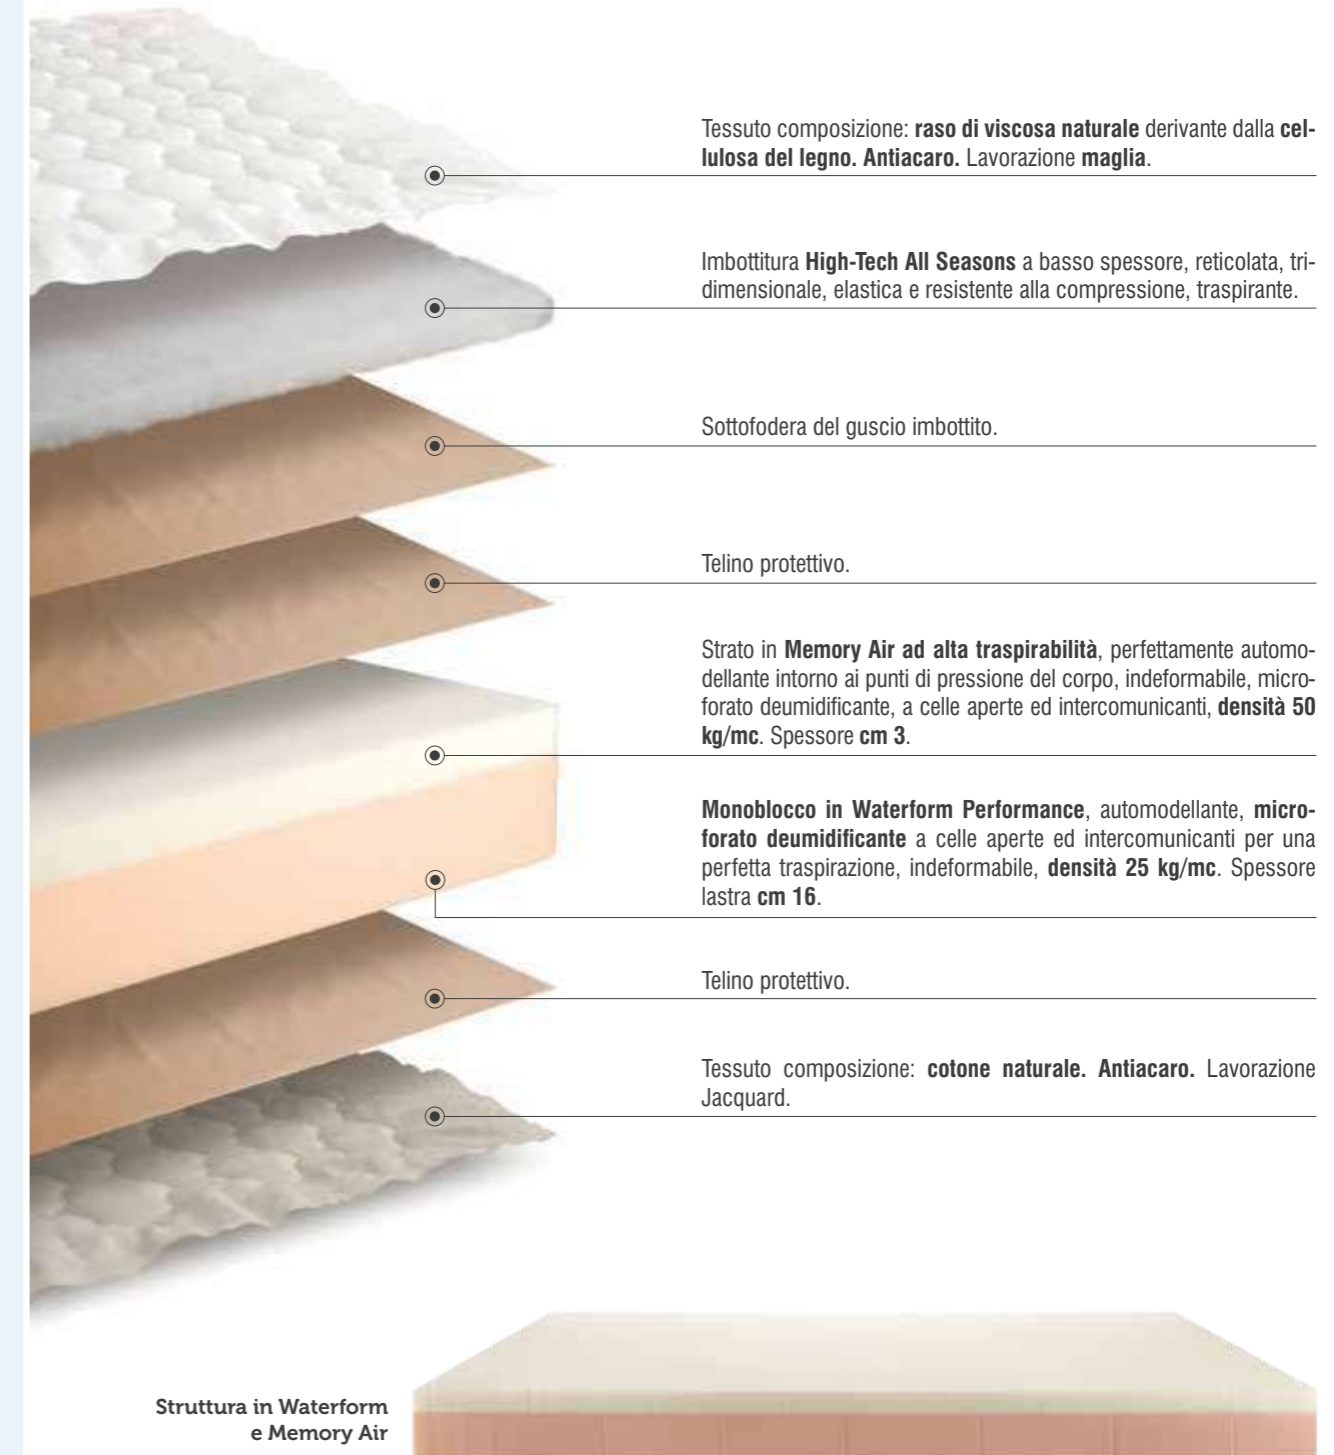 Tessuto composizione: raso di viscosa naturale derivante dalla cel-
lulosa del legno. Antiacaro. Lavorazione maglia.
Imbottitura High-Tech All Seasons a basso spessore, reticolata, tri-
dimensionale, elastica e resistente alla compressione, traspirante.
Sottofodera del guscio imbottito.
Telino protettivo.
Strato in Memory Air ad alta traspirabilità, perfettamente automo-
dellante intorno ai punti di pressione del corpo, indeformabile, micro-
forato deumidificante, a celle aperte ed intercomunicanti, densità 50
kg/mc. Spessore cm 3.
Monoblocco in Waterform Performance, automodellante, micro-
forato deumidificante a celle aperte ed intercomunicanti per una
perfetta traspirazione, indeformabile, densità 25 kg/mc. Spessore
lastra cm 16.
Telino protettivo.
Tessuto composizione: cotone naturale. Antiacaro. Lavorazione
Jacquard.
Struttura in Waterform
e Memory Air